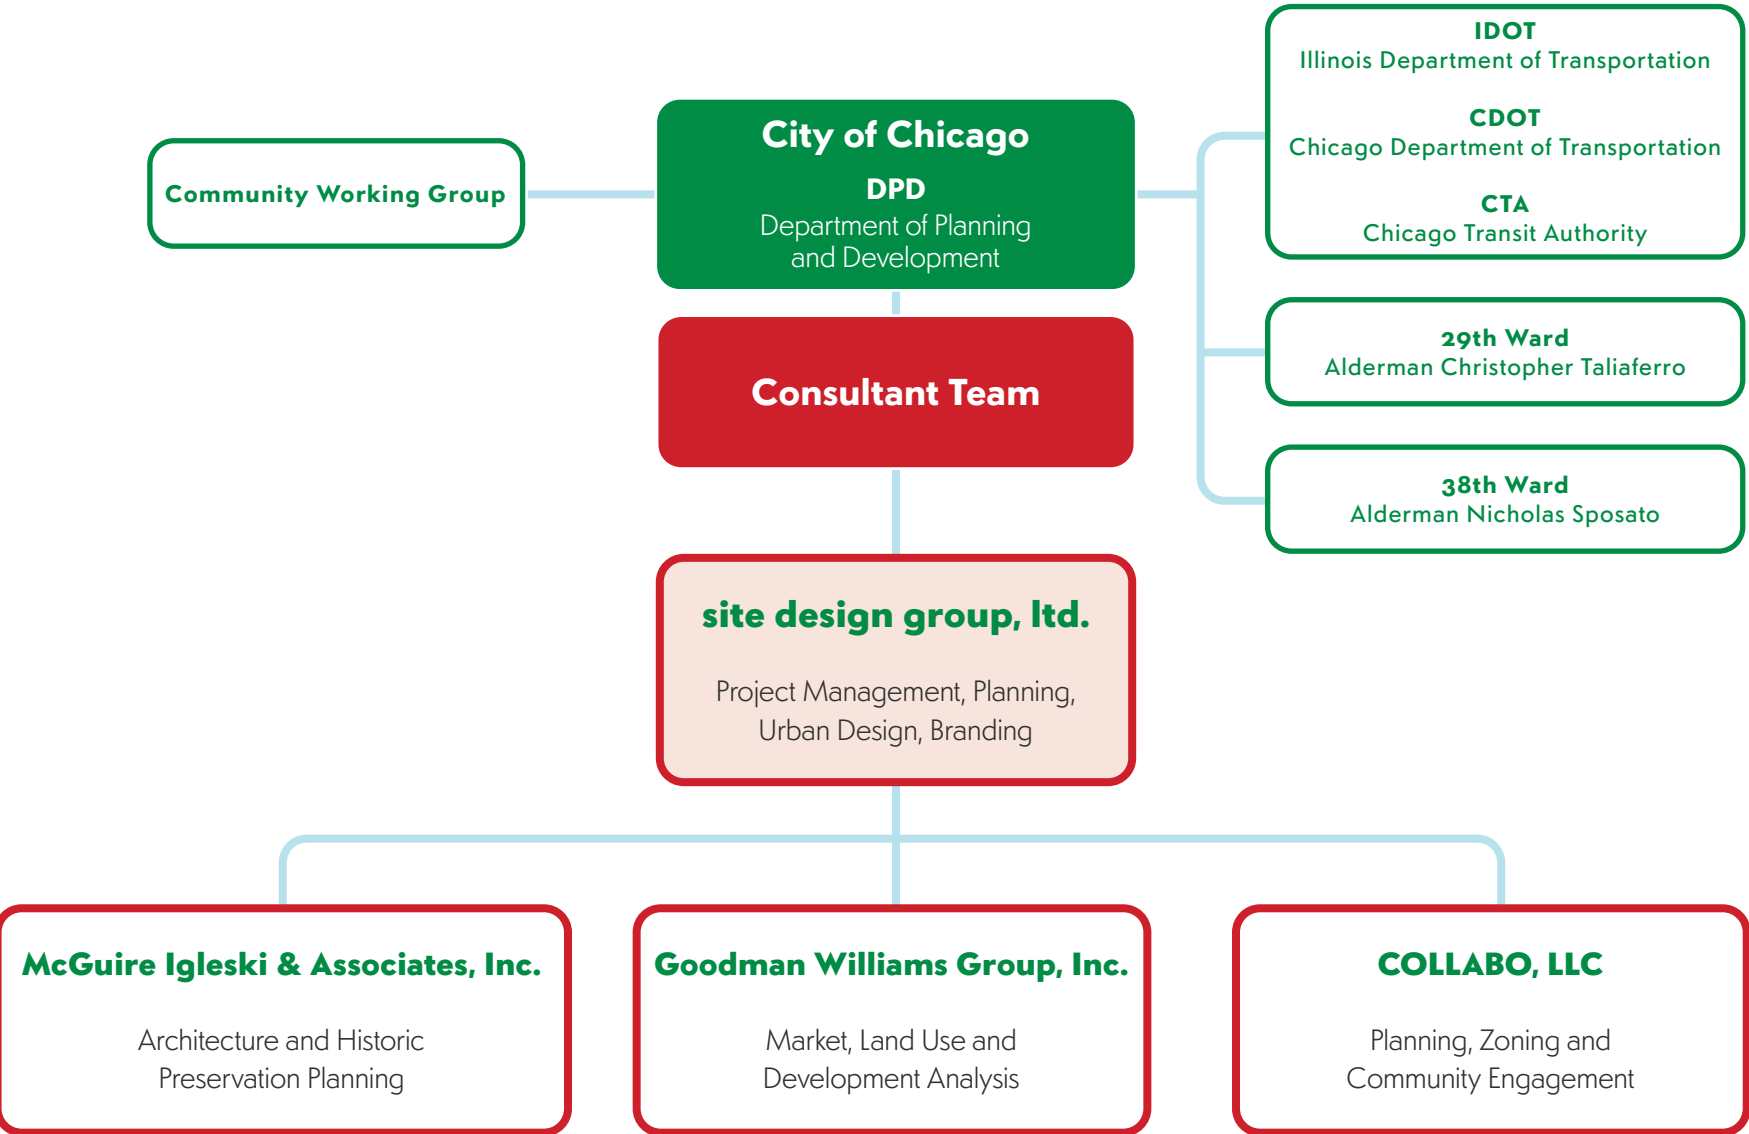 IDOT
Illinois Department of Transportation
CDOT
Chicago Department of Transportation
CTA
Chicago Transit Authority
City of Chicago
DPD
Department of Planning
and Development
Community Working Group
29th Ward
Alderman Christopher Taliaferro
Consultant Team
38th Ward
Alderman Nicholas Sposato
site design group, ltd.
Project Management, Planning,
Urban Design, Branding
McGuire Igleski & Associates, Inc.
Architecture and Historic
Preservation Planning
Goodman Williams Group, Inc.
Market, Land Use and
Development Analysis
COLLABO, LLC
Planning, Zoning and
Community Engagement